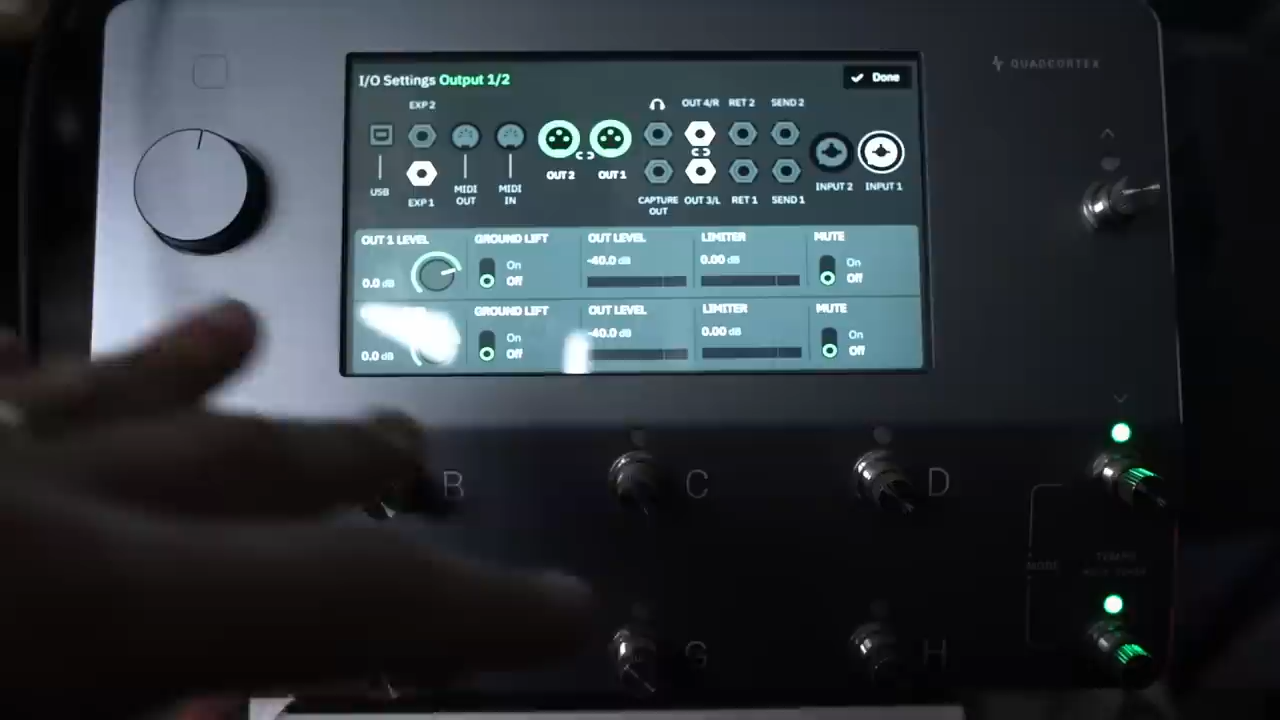 QUADCORTEX
I/O Settings Output 1/2
Done
EXP 2
OUT 4/R
RET 2
SEND 2
USB
EXP 1
MIDI OUT
MIDI IN
OUT 2
OUT 1
CAPTURE OUT
OUT 3/L
RET 1
SEND 1
INPUT 2
INPUT 1
OUT 1 LEVEL
0.0 dB
GROUND LIFT
On
Off
OUT LEVEL
-40.0 dB
LIMITER
0.00 dB
MUTE
On
Off
0.0 dB
GROUND LIFT
On
Off
OUT LEVEL
-40.0 dB
LIMITER
0.00 dB
MUTE
On
Off
B
C
D
MODE
TEMPO
G
H